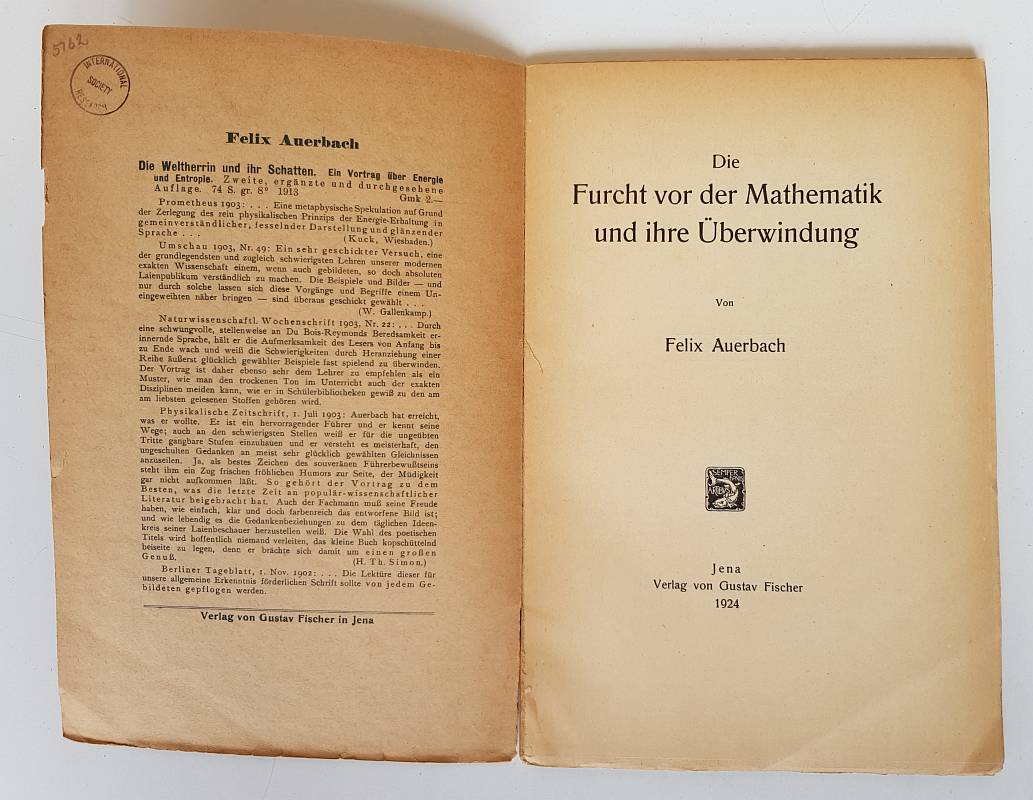 5762
INTERNATIONAL
SOCIETY
RESEARCH
Felix Auerbach
Die Weltherrin und ihr Schatten. Ein Vortrag über Energie
und Entropie. Zweite, ergänzte und durchgesehene
Auflage. 74 S. gr. 8° 1913 Gmk 2.—
Prometheus 1903: . . . Eine metaphysische Spekulation auf Grund
der Zerlegung des rein physikalischen Prinzips der Energie-Erhaltung in
gemeinverständlicher, fesselnder Darstellung und glänzender
Sprache . . . (Kuck, Wiesbaden.)
Umschau 1903, Nr. 49: Ein sehr geschickter Versuch, eine
der grundlegendsten und zugleich schwierigsten Lehren unserer modernen
exakten Wissenschaft einem, wenn auch gebildeten, so doch absoluten
Laienpublikum verständlich zu machen. Die Beispiele und Bilder — und
nur durch solche lassen sich diese Vorgänge und Begriffe einem Un-
eingeweihten näher bringen — sind überaus geschickt gewählt . . .
(W. Gallenkamp.)
Naturwissenschaftl. Wochenschrift 1903, Nr. 22: . . . Durch
eine schwungvolle, stellenweise an Du Bois-Reymonds Beredsamkeit er-
innernde Sprache, hält er die Aufmerksamkeit des Lesers von Anfang bis
zu Ende wach und weiß die Schwierigkeiten durch Heranziehung einer
Reihe äußerst glücklich gewählter Beispiele fast spielend zu überwinden.
Der Vortrag ist daher ebenso sehr dem Lehrer zu empfehlen als ein
Muster, wie man den trockenen Ton im Unterricht auch der exakten
Disziplinen meiden kann, wie er in Schülerbibliotheken gewiß zu den am
am liebsten gelesenen Stoffen gehören wird.
Physikalische Zeitschrift, 1. Juli 1903: Auerbach hat erreicht,
was er wollte. Er ist ein hervorragender Führer und er kennt seine
Wege; auch an den schwierigsten Stellen weiß er für die ungeübten
Tritte gangbare Stufen einzuhauen und er versteht es meisterhaft, den
ungeschulten Gedanken an meist sehr glücklich gewählten Gleichnissen
anzuseilen. Ja, als bestes Zeichen des souveränen Führerbewußtseins
steht ihm ein Zug frischen fröhlichen Humors zur Seite, der Müdigkeit
gar nicht aufkommen läßt. So gehört der Vortrag zu dem
Besten, was die letzte Zeit an populär-wissenschaftlicher
Literatur beigebracht hat. Auch der Fachmann muß seine Freude
haben, wie einfach, klar und doch farbenreich das entworfene Bild ist;
und wie lebendig es die Gedankenbeziehungen zu dem täglichen Ideen-
kreis seiner Laienbeschauer herzustellen weiß. Die Wahl des poetischen
Titels wird hoffentlich niemand verleiten, das kleine Buch kopschüttelnd
beiseite zu legen, denn er brächte sich damit um einen großen
Genuß. (H. Th. Simon.)
Berliner Tageblatt, 1. Nov. 1902: . . . Die Lektüre dieser für
unsere allgemeine Erkenntnis förderlichen Schrift sollte von jedem Ge-
bildeten gepflogen werden.
Verlag von Gustav Fischer in Jena
Die
Furcht vor der Mathematik
und ihre Überwindung
Von
Felix Auerbach
SEMPER
BONIS
ARTIBUS
Jena
Verlag von Gustav Fischer
1924